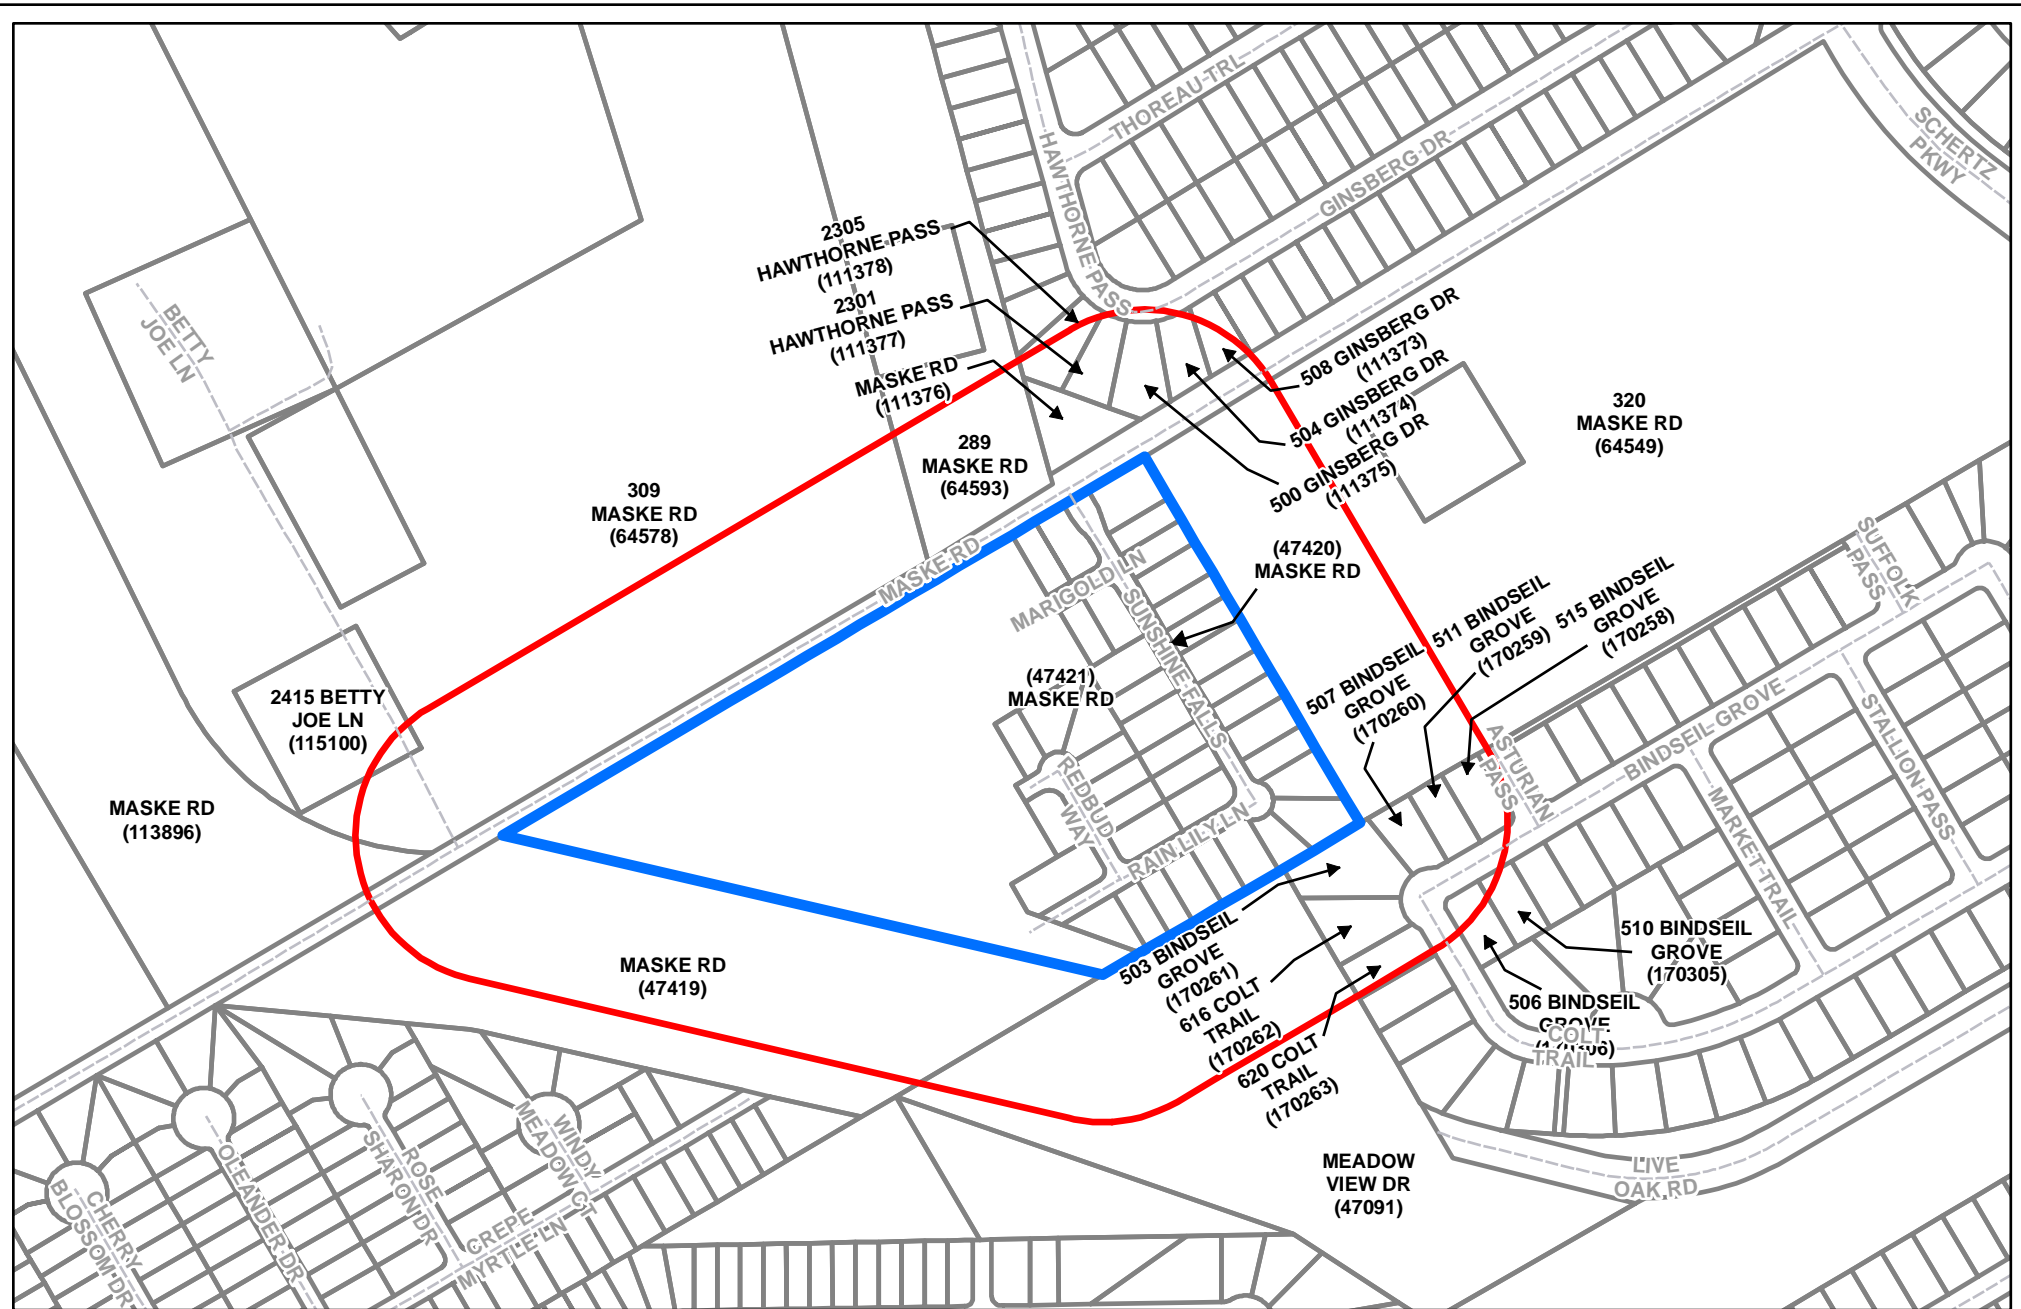 THOREAU TRL
SCHERTZ
PKWY
HAWTHORNE PASS
GINSBERG DR
2305
HAWTHORNE PASS
(111378)
2301
HAWTHORNE PASS
(111377)
MASKE RD
(111376)
BETTY
JOE LN
508 GINSBERG DR
(111373)
504 GINSBERG DR
(111374)
500 GINSBERG DR
(111375)
320
MASKE RD
(64549)
289
MASKE RD
(64593)
309
MASKE RD
(64578)
MASKE RD
(47420)
MASKE RD
MARIGOLD LN
SUNSHINE FALLS
SUFFOLK
PASS
511 BINDSEIL
GROVE
(170259)
515 BINDSEIL
GROVE
(170258)
507 BINDSEIL
GROVE
(170260)
(47421)
MASKE RD
2415 BETTY
JOE LN
(115100)
MASKE RD
(113896)
REDBUD
WAY
RAIN LILY LN
ASTURIAN
PASS
BINDSEIL GROVE
STALLION PASS
MARKET TRAIL
503 BINDSEIL
GROVE
(170261)
616 COLT
TRAIL
(170262)
620 COLT
TRAIL
(170263)
510 BINDSEIL
GROVE
(170305)
506 BINDSEIL
GROVE
COLT
TRAIL
MASKE RD
(47419)
MEADOW
VIEW DR
(47091)
LIVE
OAK RD
CHERRY
BLOSSOM DR
OLEANDER DR
ROSE
SHARON DR
WINDY
MEADOW CT
CREPE
MYRTLE LN